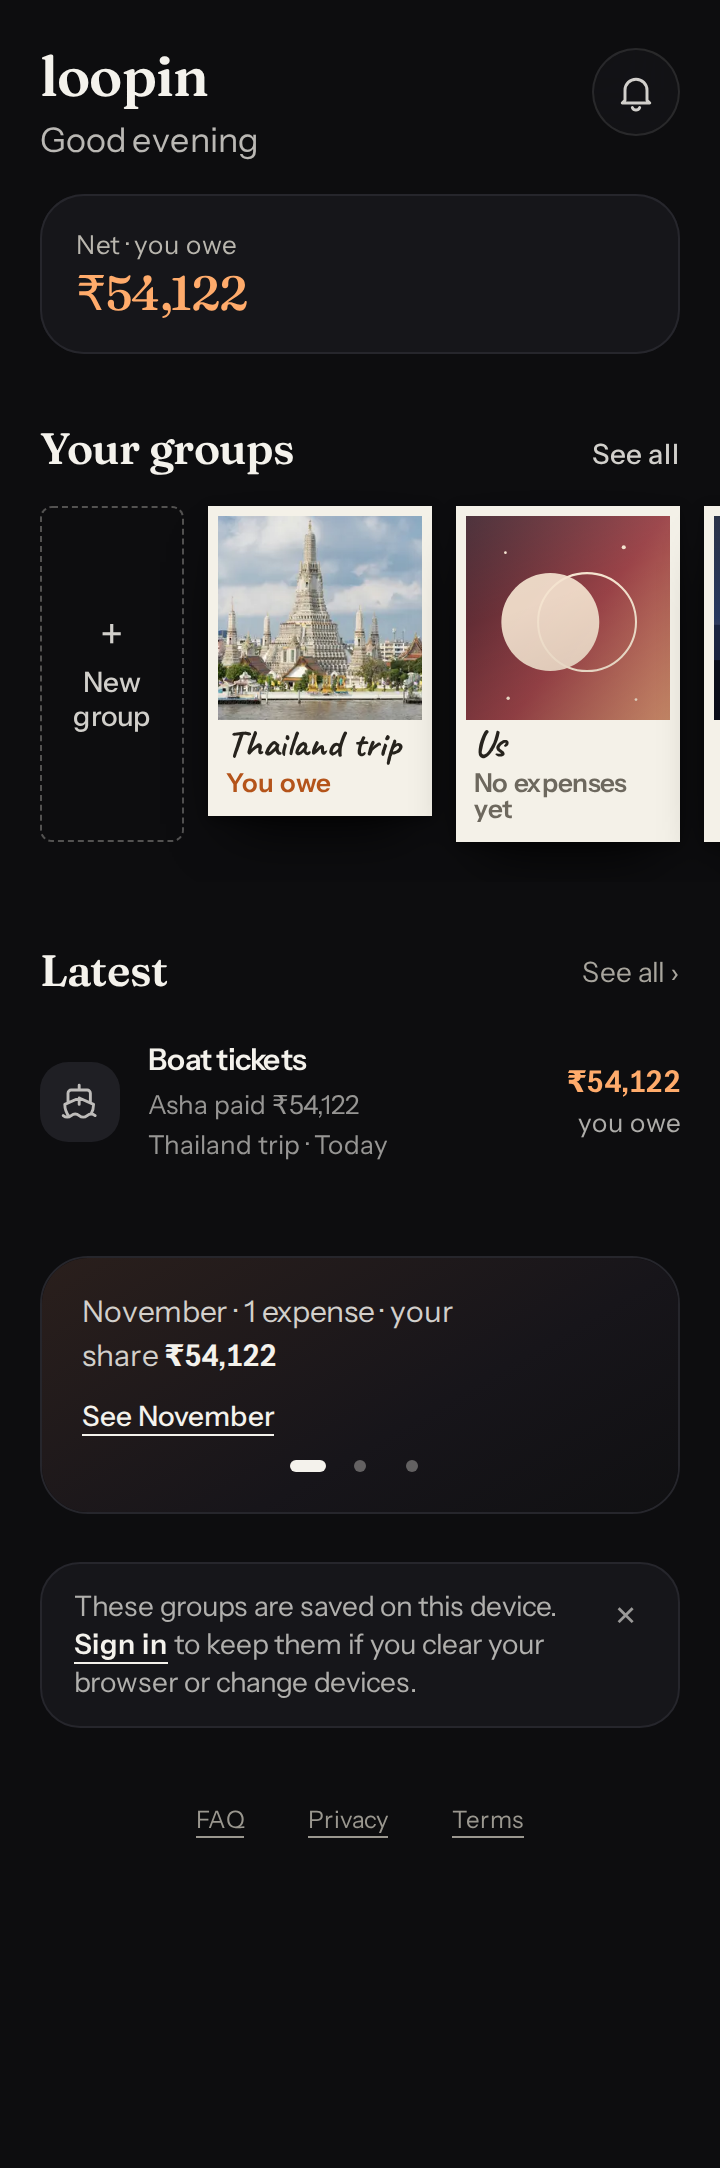 loopin
Good evening
Net · you owe
₹54,122
Your groups
See all
+
New
group
Thailand trip
You owe
Us
No expenses
yet
Latest
See all ›
Boat tickets
Asha paid ₹54,122
Thailand trip · Today
₹54,122
you owe
November · 1 expense · your
share ₹54,122
See November
These groups are saved on this device.
Sign in to keep them if you clear your
browser or change devices.
×
FAQ
Privacy
Terms